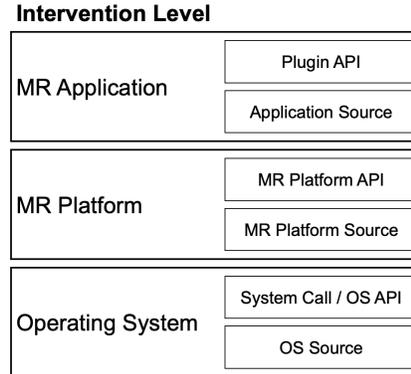 Intervention Level
MR Application
Plugin API
Application Source
MR Platform
MR Platform API
MR Platform Source
Operating System
System Call / OS API
OS Source